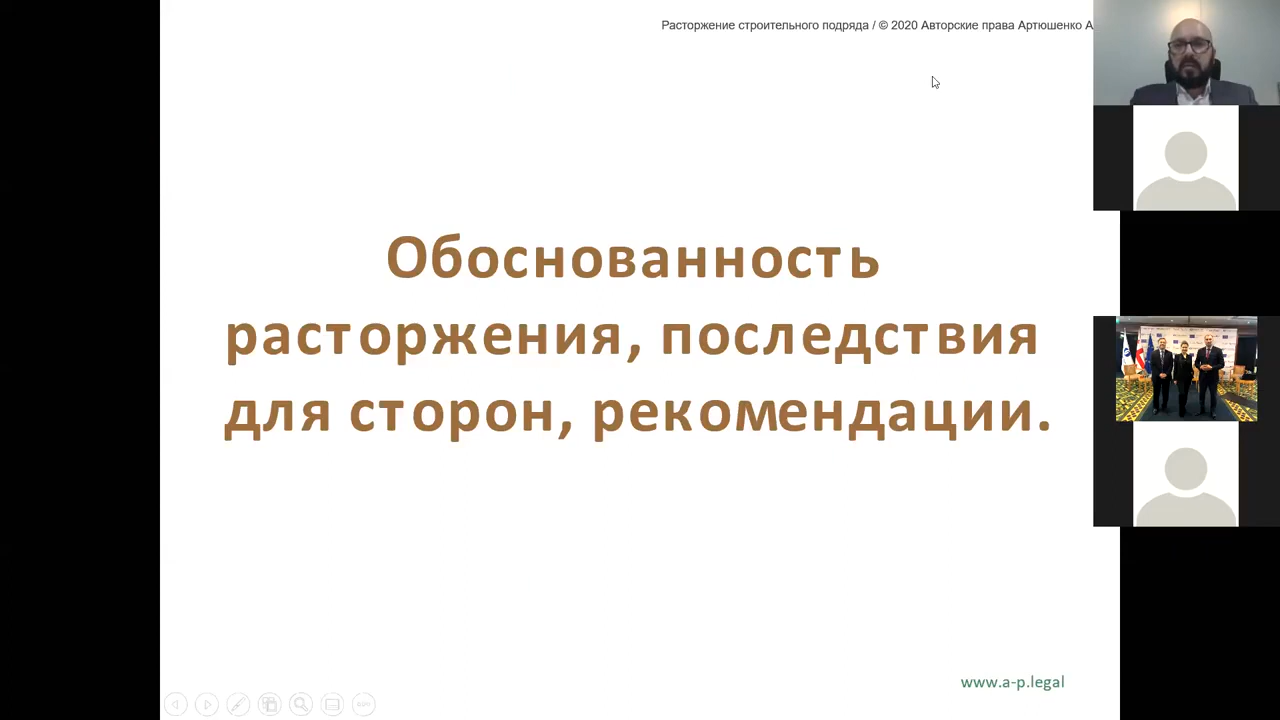 Расторжение строительного подряда / © 2020 Авторские права Артюшенко А
Обоснованность
расторжения, последствия
для сторон, рекомендации.
www.a-p.legal